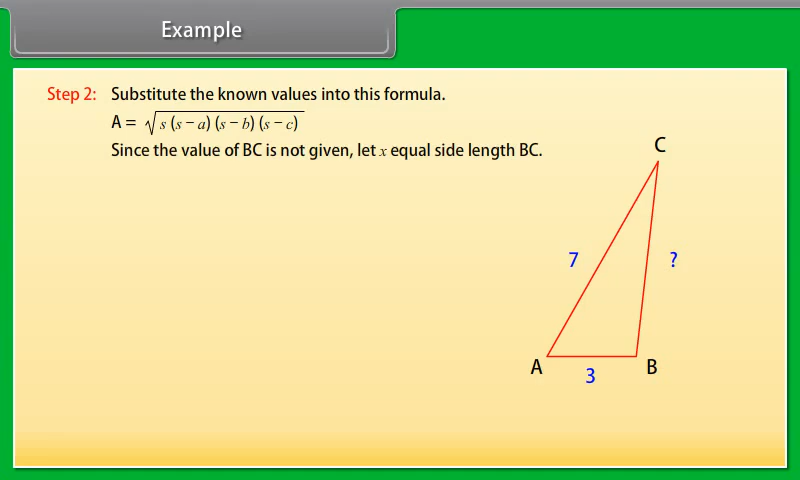 Example
Step 2: Substitute the known values into this formula.
A = √s (s − a) (s − b) (s − c)
Since the value of BC is not given, let x equal side length BC.
C
7
?
A
B
3